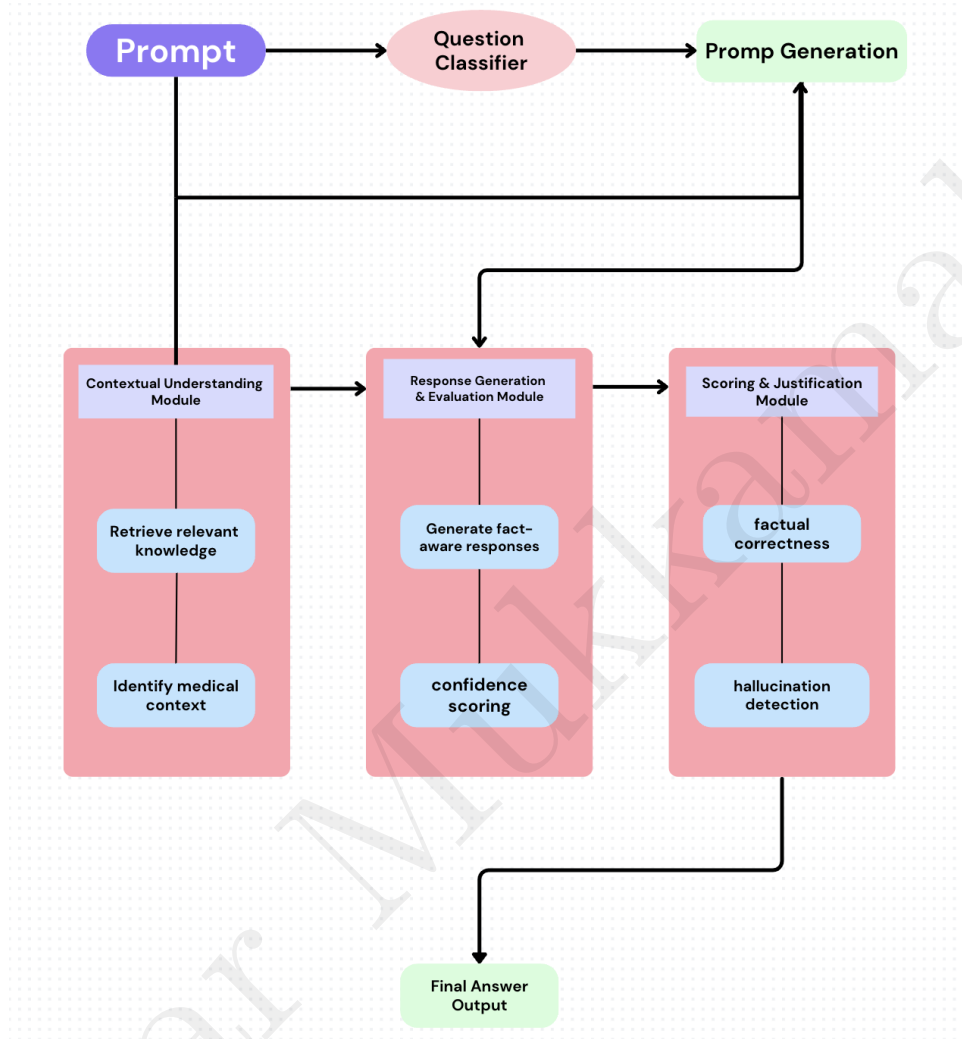 Prompt
Question
Classifier
Promp Generation
Contextual Understanding
Module
Retrieve relevant
knowledge
Identify medical
context
Response Generation
& Evaluation Module
Generate fact-
aware responses
confidence
scoring
Scoring & Justification
Module
factual
correctness
hallucination
detection
Final Answer
Output